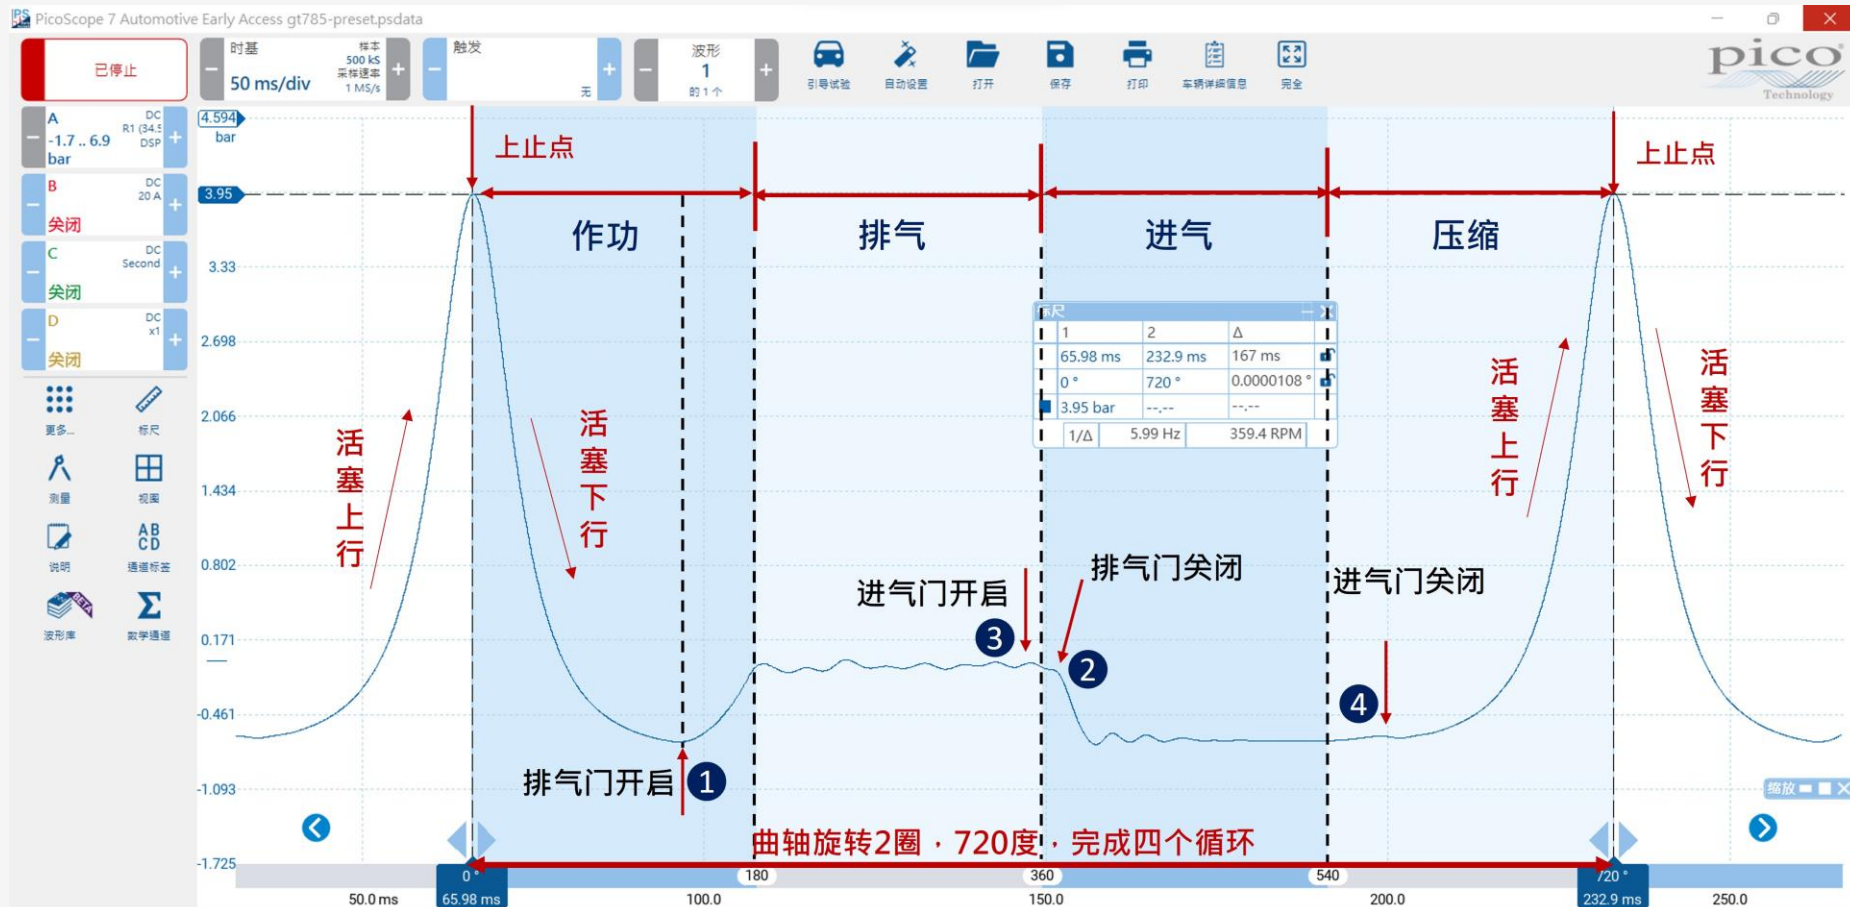 PicoScope 7 Automotive Early Access gt785-preset.psdata
已停止
时基
50 ms/div
样本
500 kS
采样速率
1 MS/s
触发
无
波形
1
的 1 个
引导试验
自动设置
打开
保存
打印
车辆详细信息
完全
pico
Technology
A
-1.7 .. 6.9
bar
DC
R1 (34.5
DSP
B
关闭
DC
20 A
C
关闭
DC
Second
D
关闭
DC
x1
更多...
标尺
测量
视图
说明
ABCD
通道标签
BETA
波形库
数学通道
4.594
bar
3.95
3.33
2.698
2.066
1.434
0.802
0.171
-0.461
-1.093
-1.725
上止点
上止点
作功
排气
进气
压缩
标尺
1 2 Δ
65.98 ms 232.9 ms 167 ms
0 ° 720 ° 0.0000108 °
3.95 bar --.-- --.--
1/Δ 5.99 Hz 359.4 RPM
活塞上行
活塞下行
活塞上行
活塞下行
进气门开启
3
排气门关闭
2
进气门关闭
4
排气门开启
1
缩放
曲轴旋转2圈，720度，完成四个循环
0 ° 180 360 540 720 °
50.0 ms 65.98 ms 100.0 150.0 200.0 232.9 ms 250.0